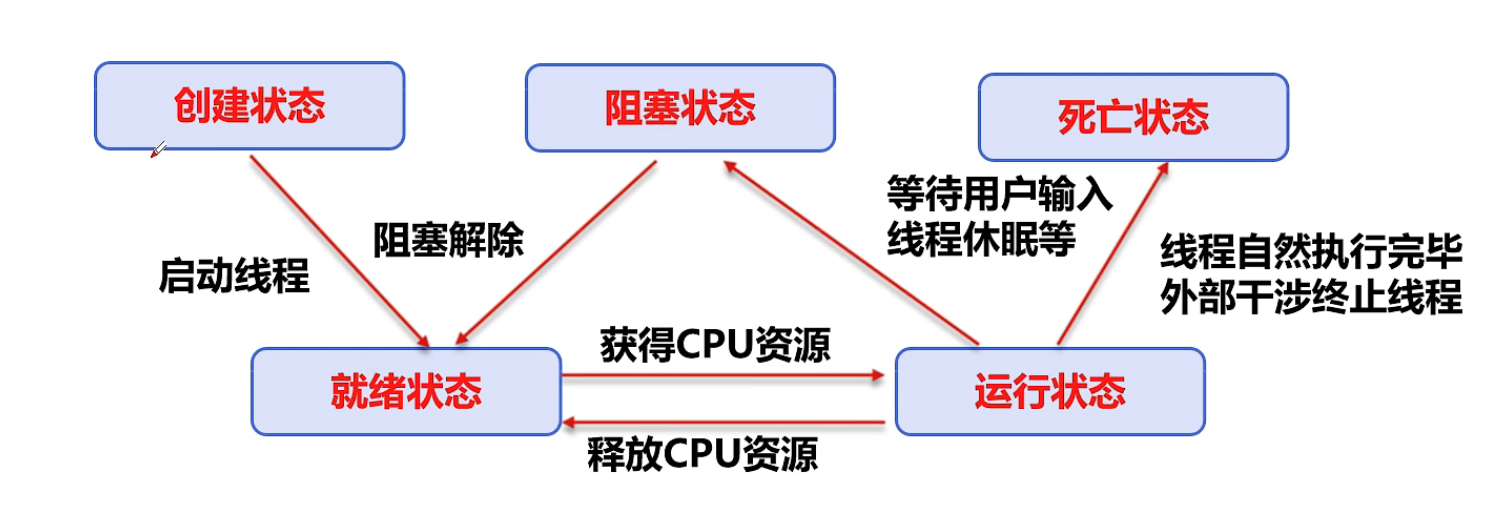 创建状态
阻塞状态
死亡状态
等待用户输入
线程休眠等
阻塞解除
启动线程
线程自然执行完毕
外部干涉终止线程
获得CPU资源
就绪状态
运行状态
释放CPU资源